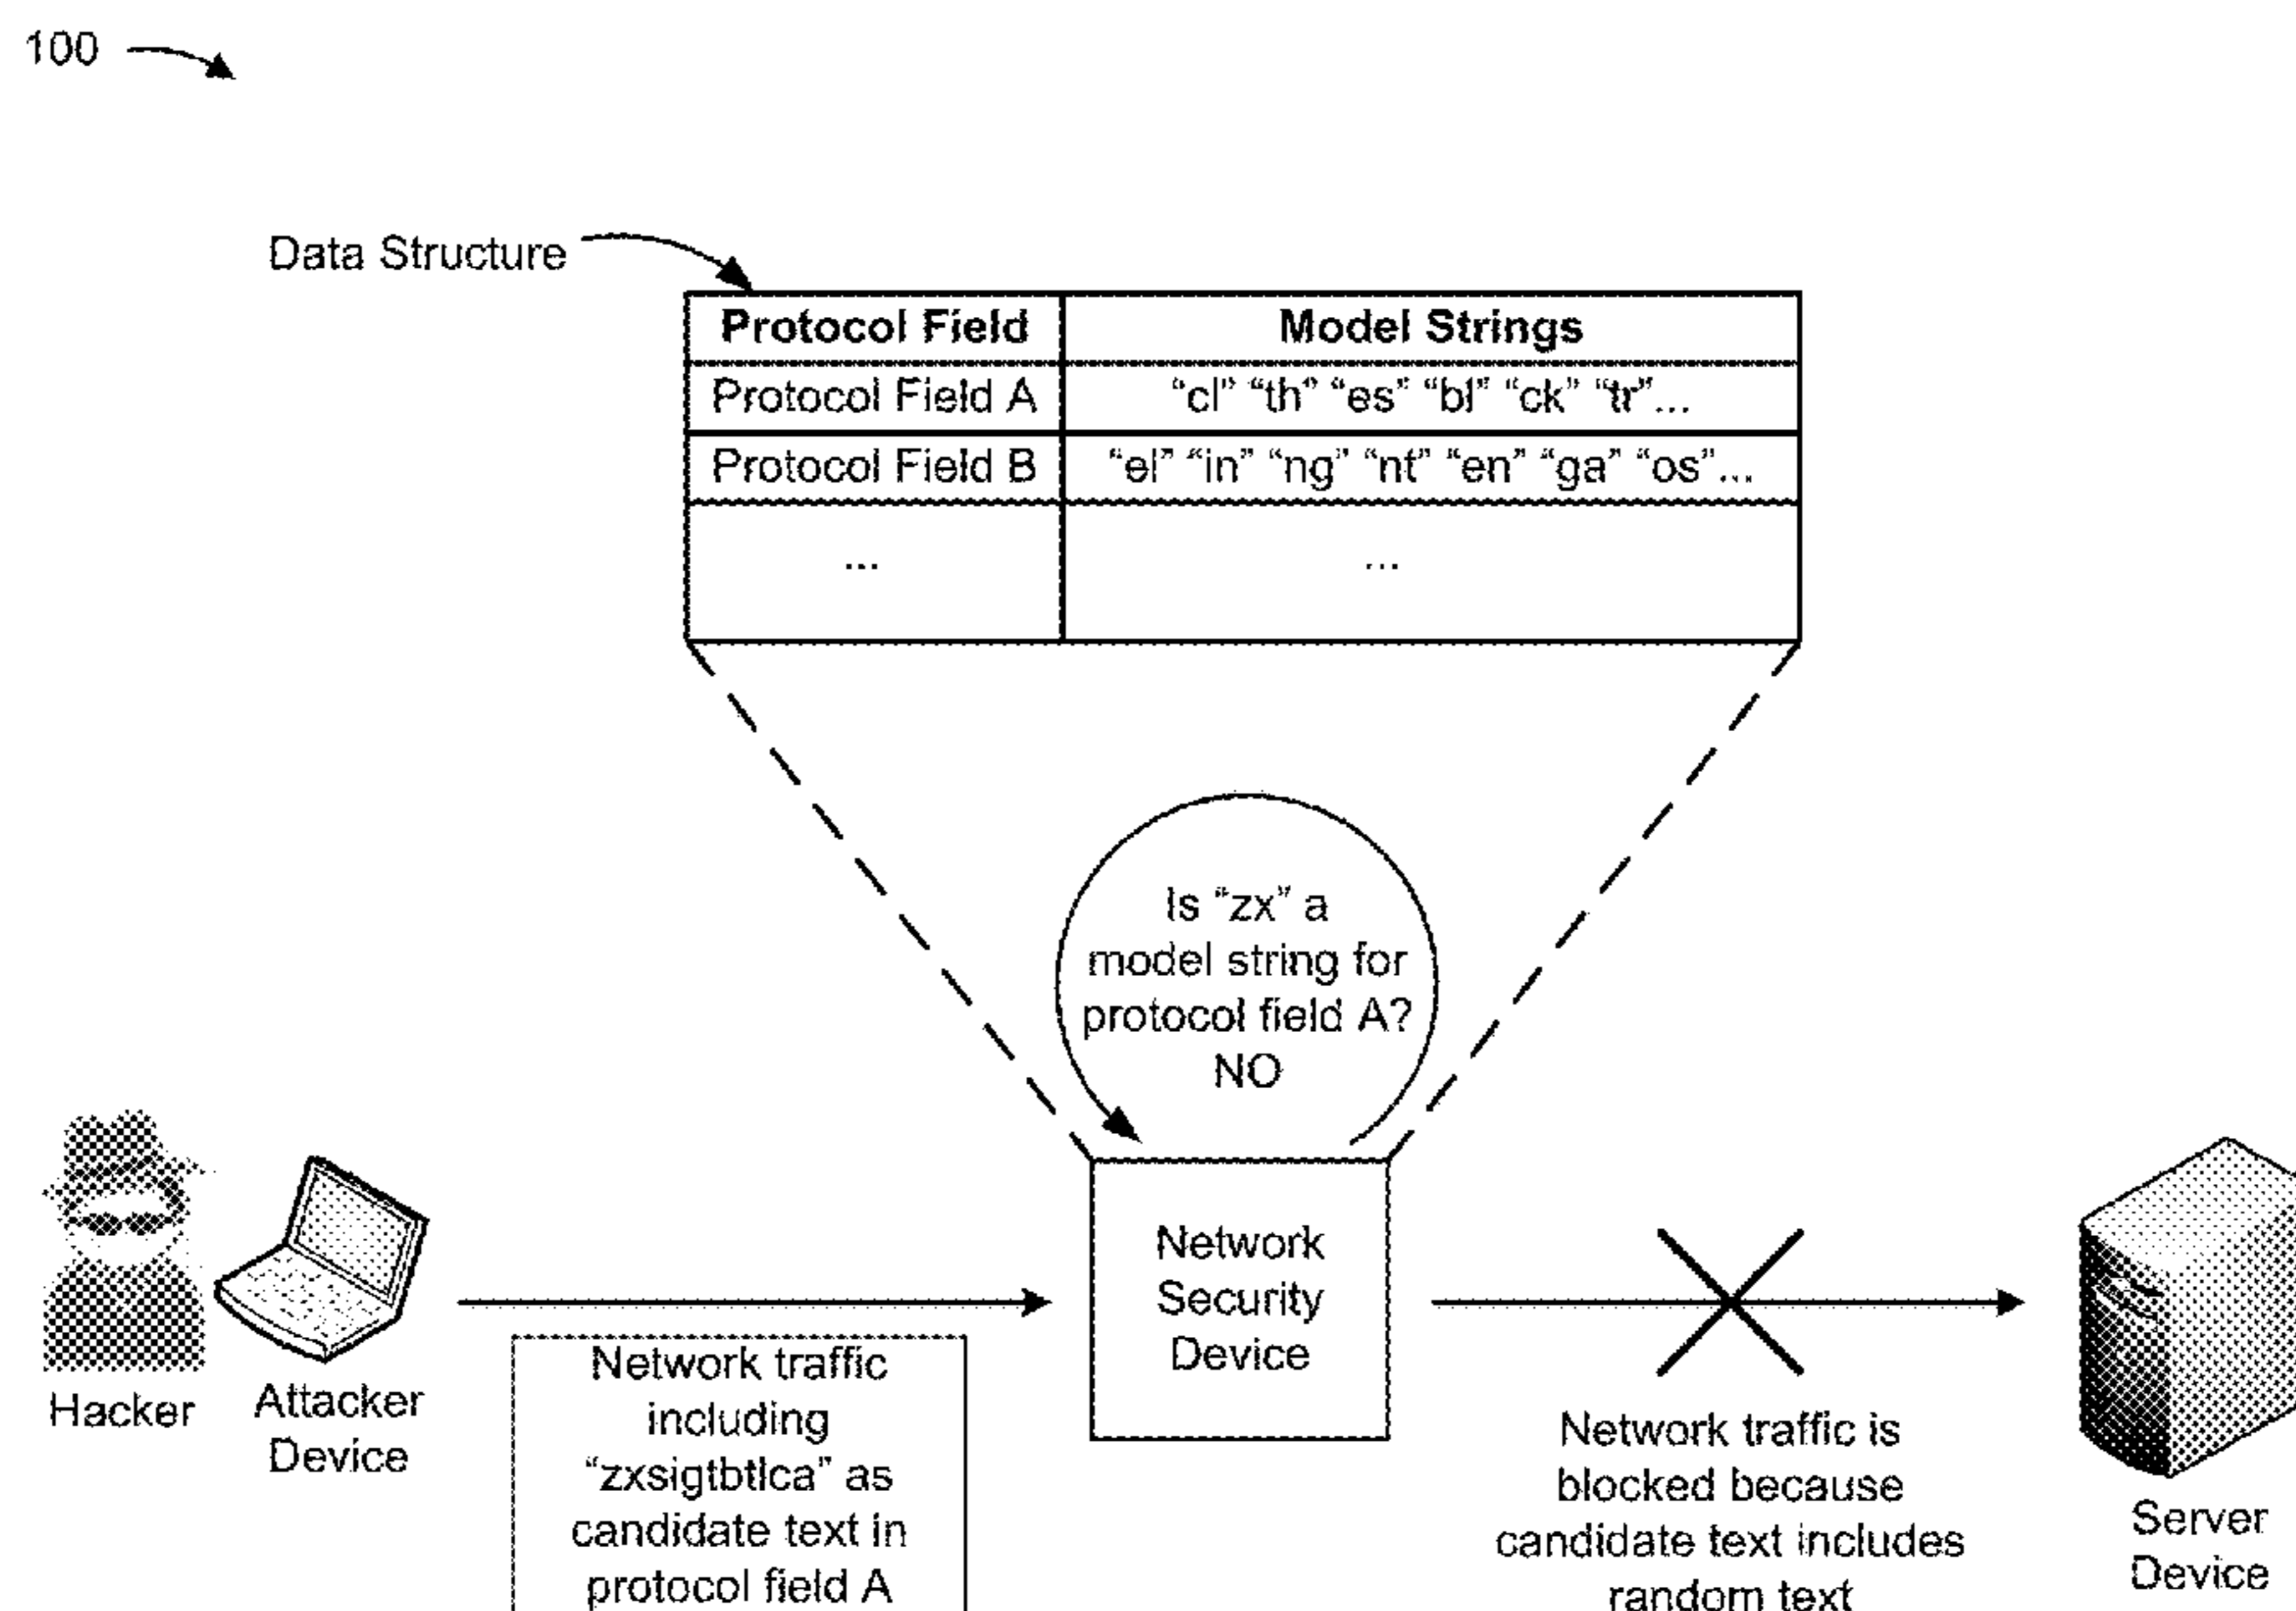 100
Data Structure
Protocol Field Model Strings
Protocol Field A “cl” “th” “es” “bl” “ck” “tr”...
Protocol Field B “el” “in” “ng” “nt” “en” “ga” “os”...
... ...
Is “zx” a
model string for
protocol field A?
NO
Hacker
Attacker
Device
Network traffic
including
“zxsigtbtlca” as
candidate text in
protocol field A
Network
Security
Device
Network traffic is
blocked because
candidate text includes
random text
Server
Device